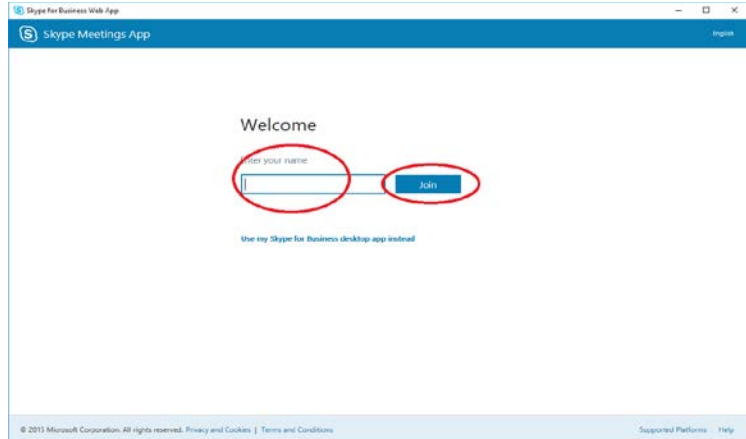 Skype for Business Web App
Skype Meetings App
English
Welcome
Enter your name
Join
Use my Skype for Business desktop app instead
© 2015 Microsoft Corporation. All rights reserved. Privacy and Cookies | Terms and Conditions
Supported Platforms Help